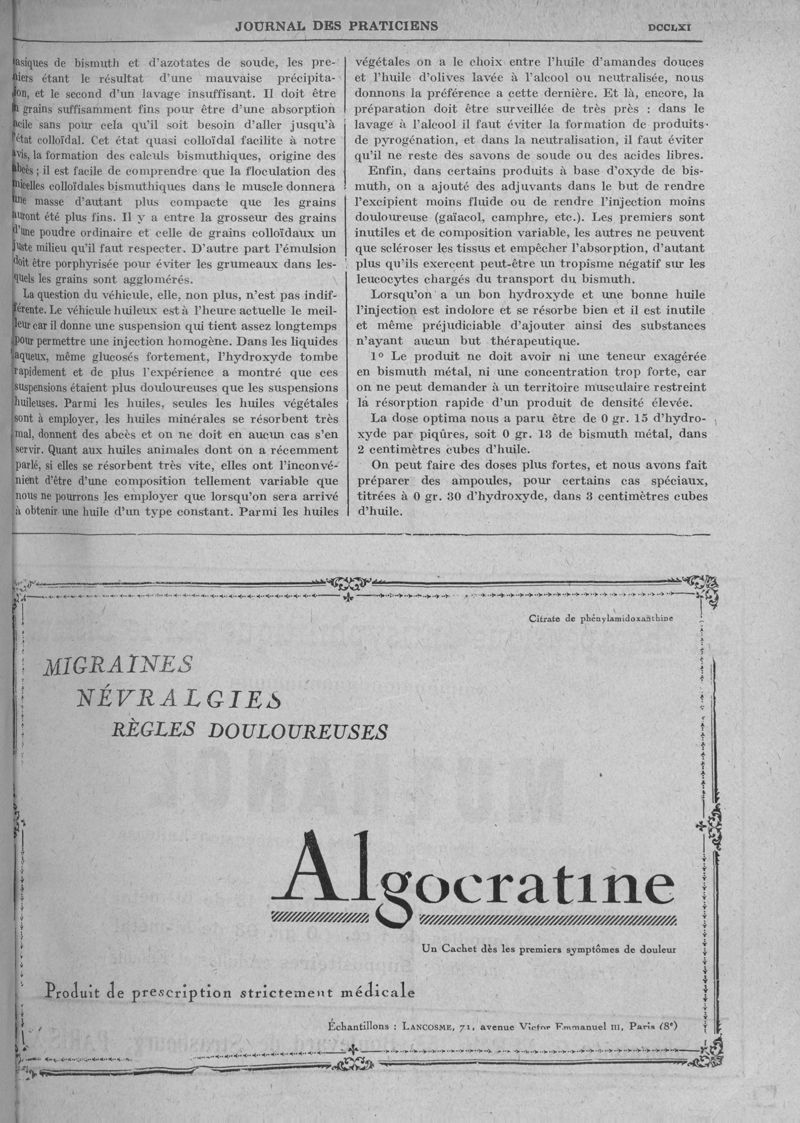 JOURNAL DES PRATICIENS
DCCLXI
asiques de bismuth et d'azotates de soude, les pre-
miers étant le résultat d'une mauvaise précipita-
tion, et le second d'un lavage insuffisant. Il doit être
grains suffisamment fins pour être d'une absorption
facile sans pour cela qu'il soit besoin d'aller jusqu'à
l'état colloïdal. Cet état quasi colloïdal facilite à notre
avis, la formation des calculs bismuthiques, origine des
abcès ; il est facile de comprendre que la floculation des
micelles colloïdales bismuthiques dans le muscle donnera
une masse d'autant plus compacte que les grains
auront été plus fins. Il y a entre la grosseur des grains
d'une poudre ordinaire et celle de grains colloïdaux un
juste milieu qu'il faut respecter. D'autre part l'émulsion
doit être porphyrisée pour éviter les grumeaux dans les-
quels les grains sont agglomérés.
La question du véhicule, elle, non plus, n'est pas indif-
férente. Le véhicule huileux est à l'heure actuelle le meil-
leur car il donne une suspension qui tient assez longtemps
pour permettre une injection homogène. Dans les liquides
aqueux, même glucosés fortement, l'hydroxyde tombe
rapidement et de plus l'expérience a montré que ces
suspensions étaient plus douloureuses que les suspensions
huileuses. Parmi les huiles, seules les huiles végétales
sont à employer, les huiles minérales se résorbent très
mal, donnent des abcès et on ne doit en aucun cas s'en
servir. Quant aux huiles animales dont on a récemment
parlé, si elles se résorbent très vite, elles ont l'inconvé-
nient d'être d'une composition tellement variable que
nous ne pourrons les employer que lorsqu'on sera arrivé
à obtenir une huile d'un type constant. Parmi les huiles
végétales on a le choix entre l'huile d'amandes douces
et l'huile d'olives lavée à l'alcool ou neutralisée, nous
donnons la préférence a cette dernière. Et là, encore, la
préparation doit être surveillée de très près : dans le
lavage à l'alcool il faut éviter la formation de produits
de pyrogénation, et dans la neutralisation, il faut éviter
qu'il ne reste des savons de soude ou des acides libres.
Enfin, dans certains produits à base d'oxyde de bis-
muth, on a ajouté des adjuvants dans le but de rendre
l'excipient moins fluide ou de rendre l'injection moins
douloureuse (gaïacol, camphre, etc.). Les premiers sont
inutiles et de composition variable, les autres ne peuvent
que scléroser les tissus et empêcher l'absorption, d'autant
plus qu'ils exercent peut-être un tropisme négatif sur les
leucocytes chargés du transport du bismuth.
Lorsqu'on a un bon hydroxyde et une bonne huile
l'injection est indolore et se résorbe bien et il est inutile
et même préjudiciable d'ajouter ainsi des substances
n'ayant aucun but thérapeutique.
1° Le produit ne doit avoir ni une teneur exagérée
en bismuth métal, ni une concentration trop forte, car
on ne peut demander à un territoire musculaire restreint
la résorption rapide d'un produit de densité élevée.
La dose optima nous a paru être de 0 gr. 15 d'hydro-
xyde par piqûres, soit 0 gr. 13 de bismuth métal, dans
2 centimètres cubes d'huile.
On peut faire des doses plus fortes, et nous avons fait
préparer des ampoules, pour certains cas spéciaux,
titrées à 0 gr. 30 d'hydroxyde, dans 3 centimètres cubes
d'huile.
Citrate de phénylamidoxanthine
MIGRAINES
NÉVRALGIES
RÈGLES DOULOUREUSES
Algocratine
Un Cachet dès les premiers symptômes de douleur
Produit de prescription strictement médicale
Échantillons : LANCOSME, 71, avenue Victor Emmanuel III, Paris (8e)